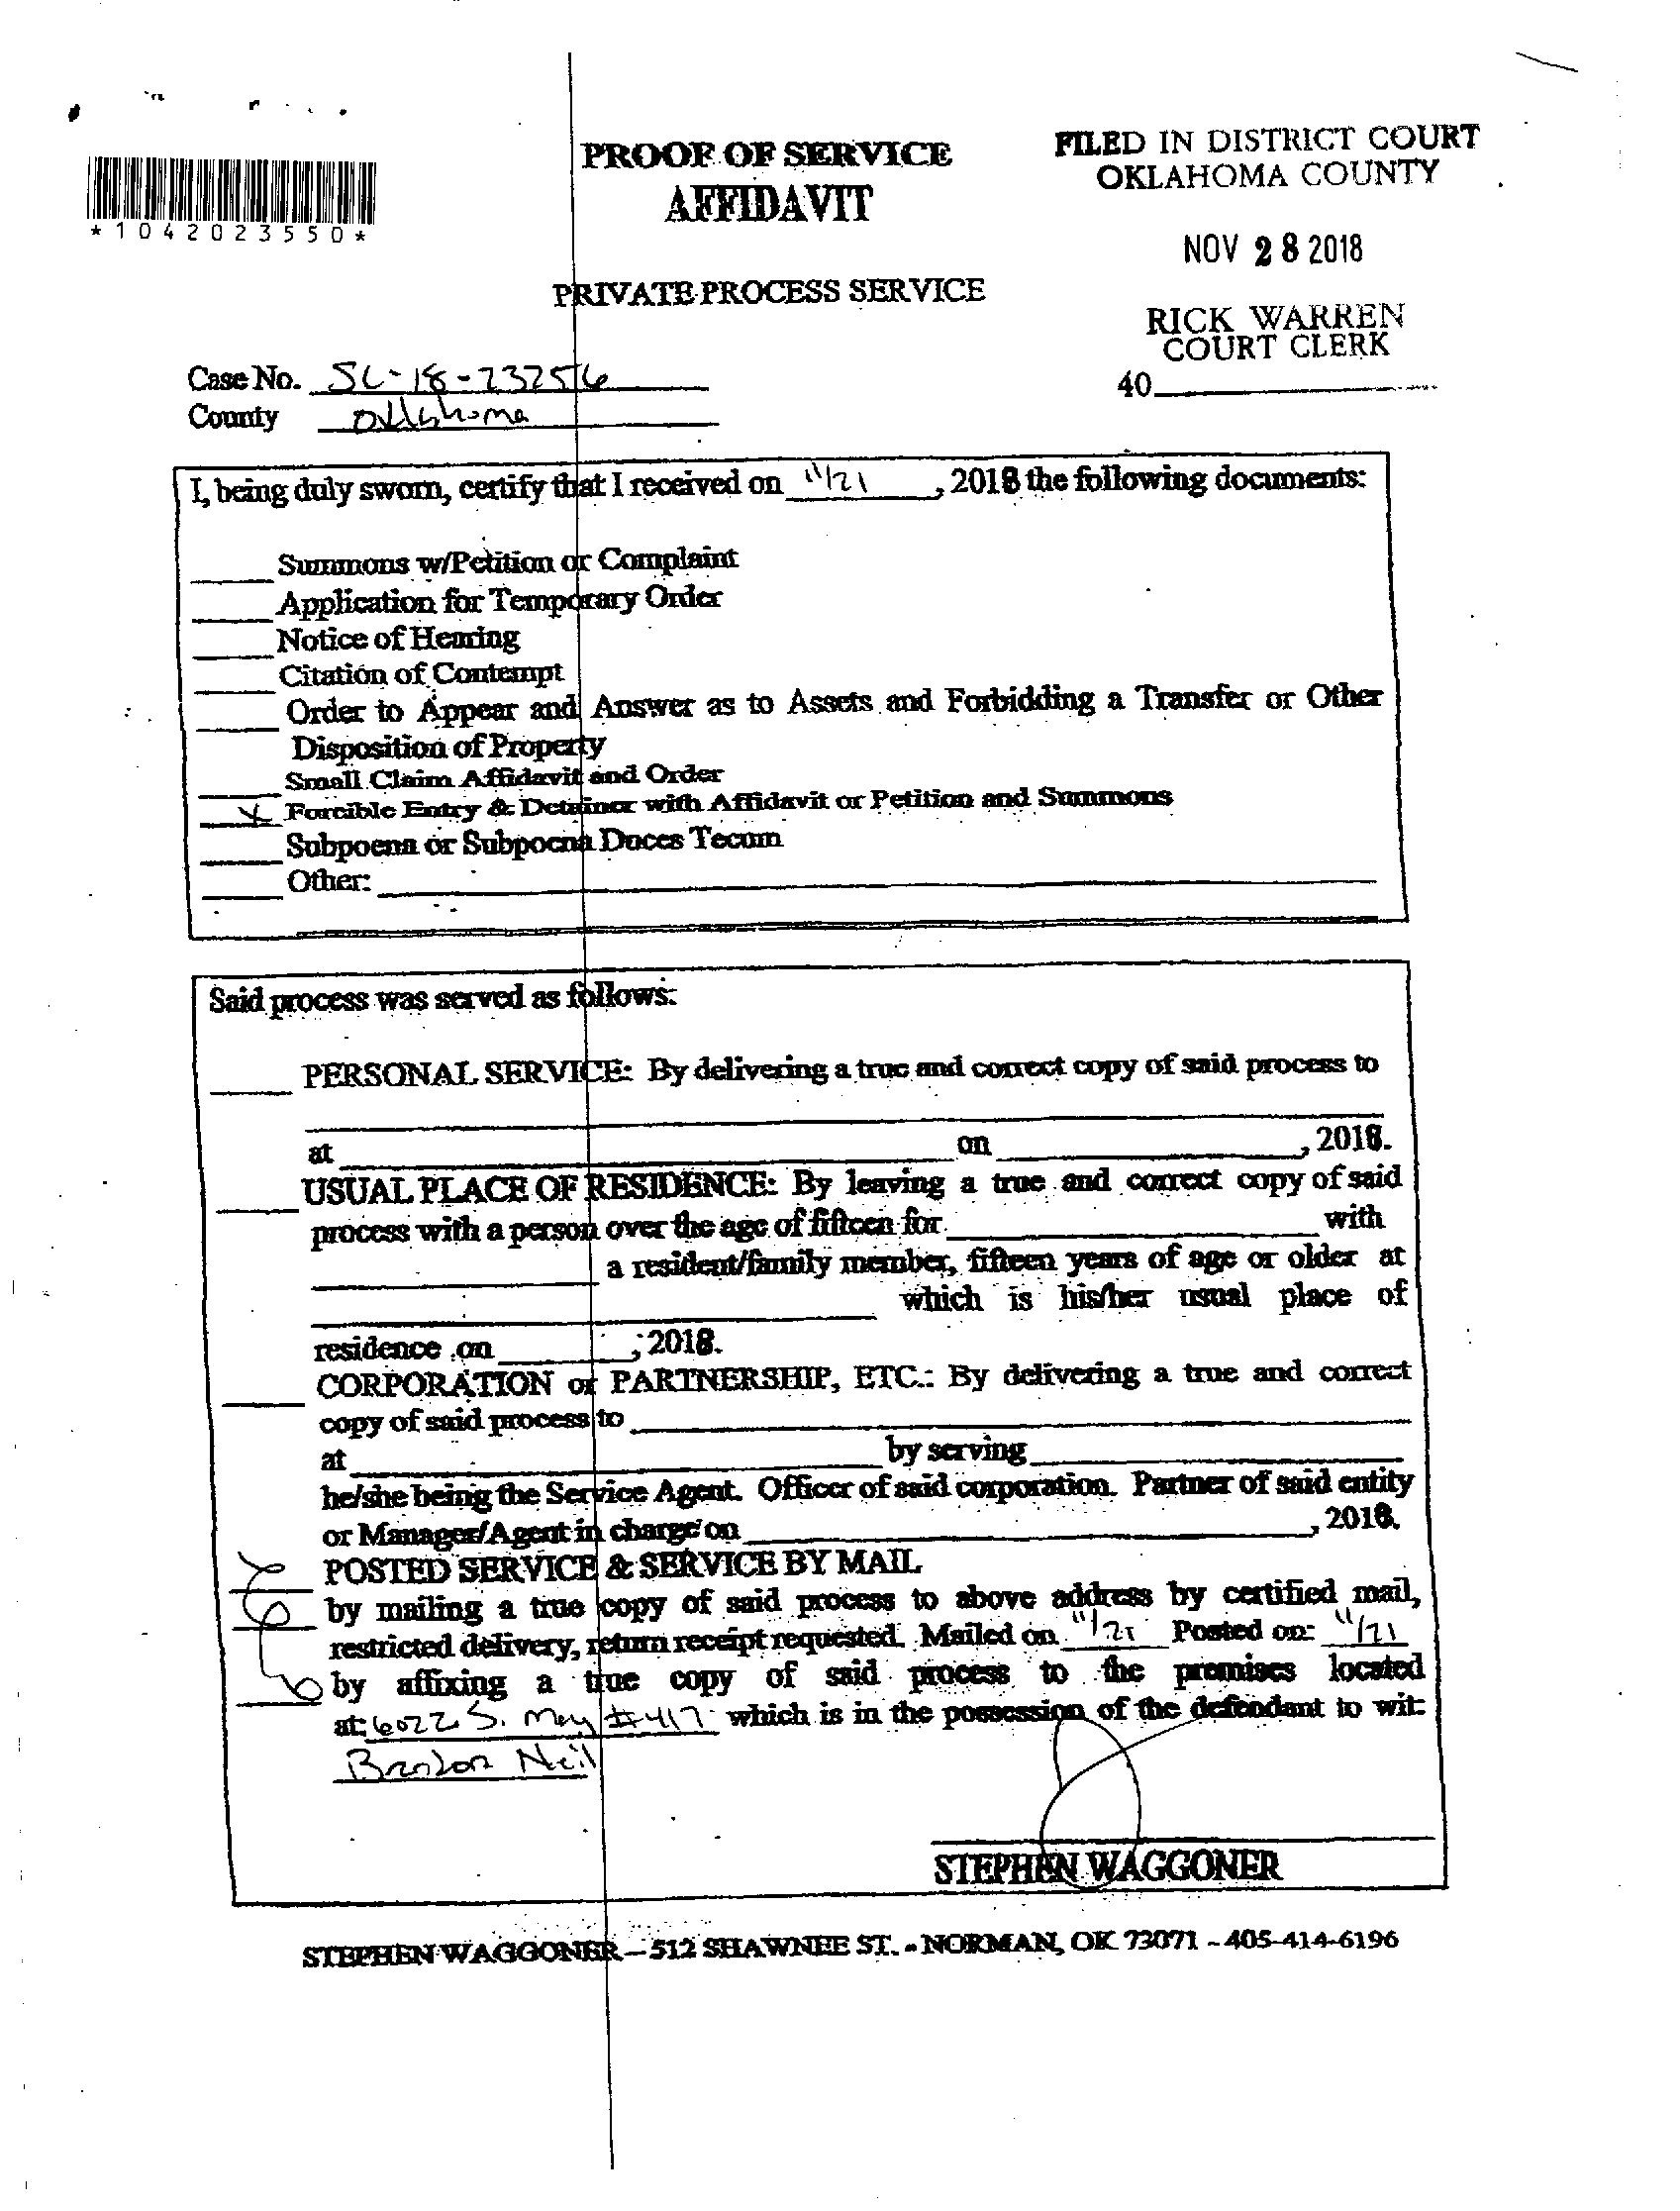 PROOF OF SERVICE
AFFIDAVIT
PRIVATE PROCESS SERVICE
FILED IN DISTRICT COURT
OKLAHOMA COUNTY
NOV 28 2018
RICK WARREN
COURT CLERK
40
*1042023550*
Case No. SC-18-23256
County Oklahoma
I, being duly sworn, certify that I received on 11/21, 2018 the following documents:
Summons w/Petition or Complaint
Application for Temporary Order
Notice of Hearing
Citation of Contempt
Order to Appear and Answer as to Assets and Forbidding a Transfer or Other
Disposition of Property
Small Claim Affidavit and Order
X Forcible Entry & Detainer with Affidavit or Petition and Summons
Subpoena or Subpoena Duces Tecum
Other:
Said process was served as follows:
PERSONAL SERVICE: By delivering a true and correct copy of said process to
at on , 2018.
USUAL PLACE OF RESIDENCE: By leaving a true and correct copy of said
process with a person over the age of fifteen for with
a resident/family member, fifteen years of age or older at
which is his/her usual place of
residence on , 2018.
CORPORATION or PARTNERSHIP, ETC.: By delivering a true and correct
copy of said process to
at by serving
he/she being the Service Agent. Officer of said corporation. Partner of said entity
or Manager/Agent in charge on , 2018.
POSTED SERVICE & SERVICE BY MAIL
by mailing a true copy of said process to above address by certified mail,
restricted delivery, return receipt requested. Mailed on 11/21 Posted on: 11/21
by affixing a true copy of said process to the premises located
at: 6022 S. May #417 which is in the possession of the defendant to wit:
Neil
STEPHEN WAGGONER
STEPHEN WAGGONER - 512 SHAWNEE ST. - NORMAN, OK 73071 - 405-414-6196